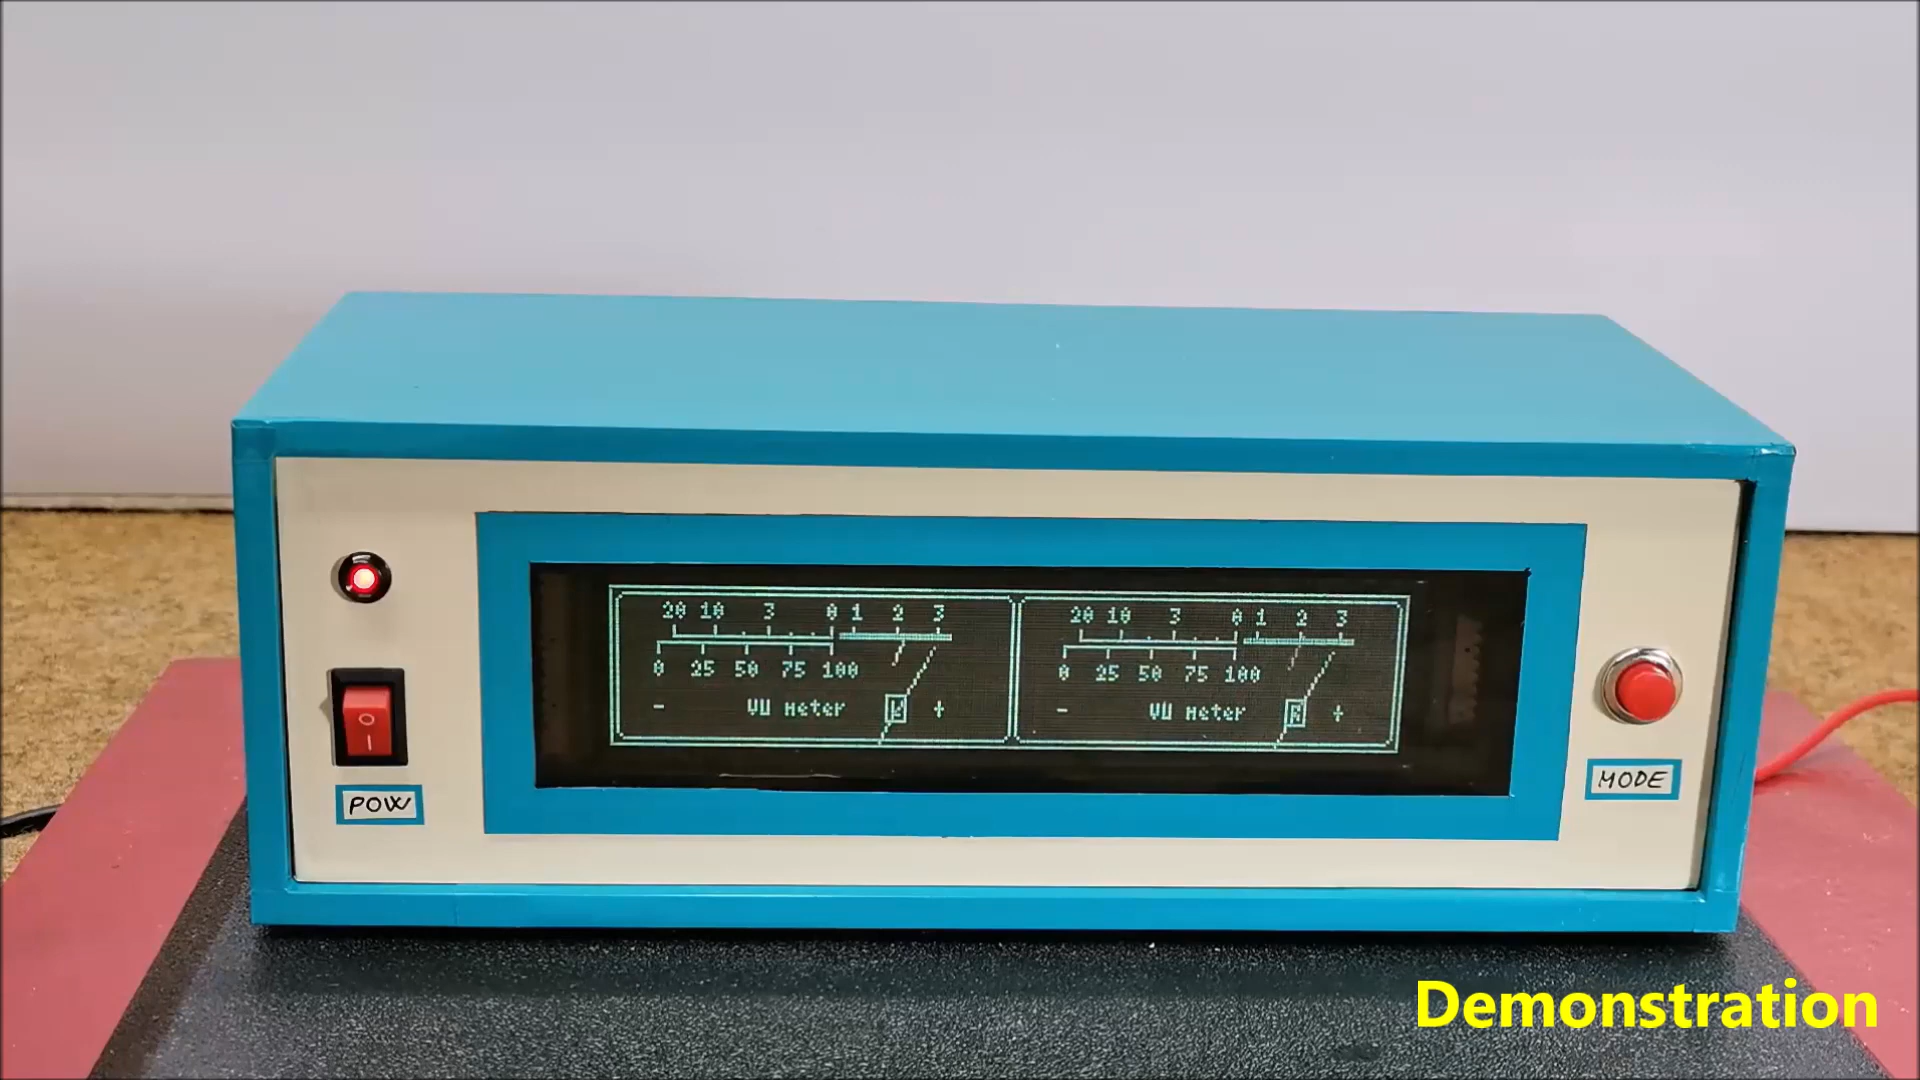 20 10 3 0 1 2 3
0 25 50 75 100
- VU meter L +
20 10 3 0 1 2 3
0 25 50 75 100
- VU meter R +
O
I
POW
MODE
Demonstration